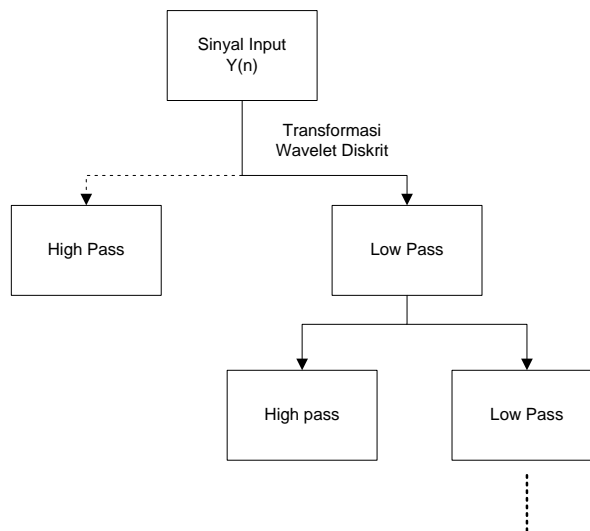 Sinyal Input
Y(n)
Transformasi
Wavelet Diskrit
High Pass
Low Pass
High pass
Low Pass